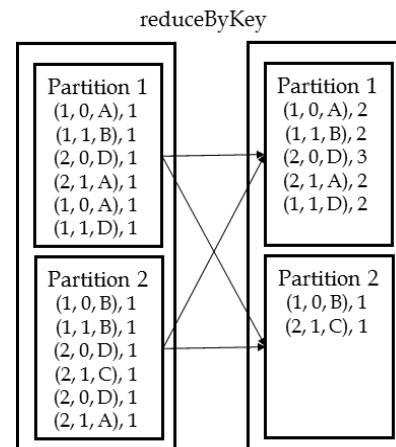 reduceByKey
Partition 1
(1, 0, A), 1
(1, 1, B), 1
(2, 0, D), 1
(2, 1, A), 1
(1, 0, A), 1
(1, 1, D), 1
Partition 2
(1, 0, B), 1
(1, 1, B), 1
(2, 0, D), 1
(2, 1, C), 1
(2, 0, D), 1
(2, 1, A), 1
Partition 1
(1, 0, A), 2
(1, 1, B), 2
(2, 0, D), 3
(2, 1, A), 2
(1, 1, D), 2
Partition 2
(1, 0, B), 1
(2, 1, C), 1